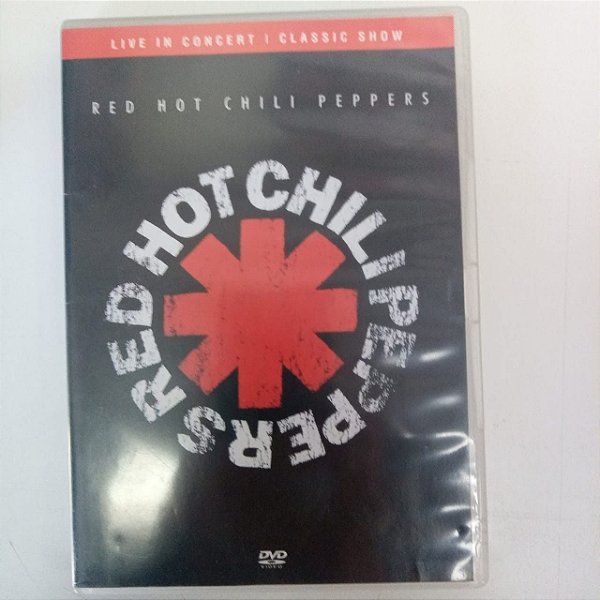 LIVE IN CONCERT | CLASSIC SHOW
RED HOT CHILI PEPPERS
RED HOT CHILI PEPPERS
DVD
VIDEO